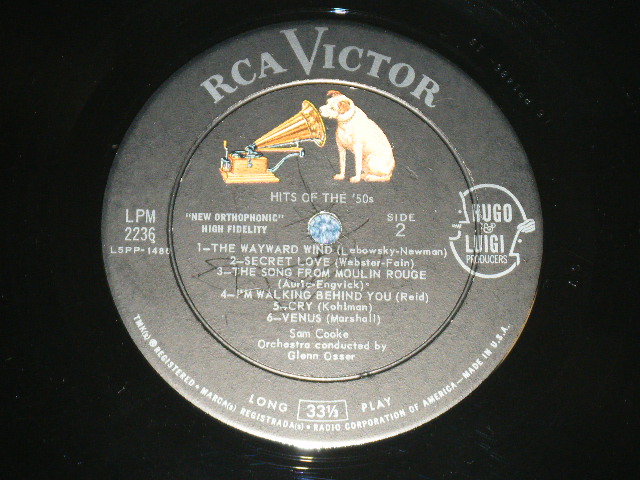 RCA VICTOR
HITS OF THE '50s
LPM
2236
L5PP-1486
"NEW ORTHOPHONIC"
HIGH FIDELITY
SIDE
2
HUGO
&
LUIGI
PRODUCERS
1—THE WAYWARD WIND (Lebowsky-Newman)
2—SECRET LOVE (Webster-Fain)
3—THE SONG FROM MOULIN ROUGE
(Auric-Engvick)
4—I'M WALKING BEHIND YOU (Reid)
5—CRY (Kohlman)
6—VENUS (Marshall)
Sam Cooke
Orchestra conducted by
Glenn Osser
LONG 33⅓ PLAY
TMK(s) ® REGISTERED • MARCA(s) REGISTRADA(s) • RADIO CORPORATION OF AMERICA—MADE IN U.S.A.